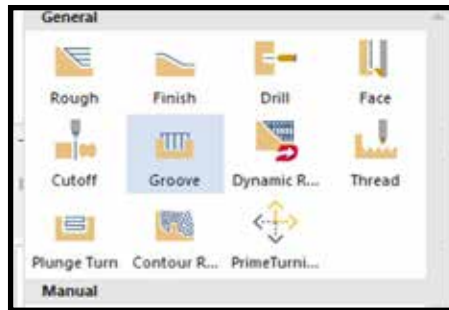 General
Rough Finish Drill Face
Cutoff Groove Dynamic R... Thread
Plunge Turn Contour R... PrimeTurni...
Manual